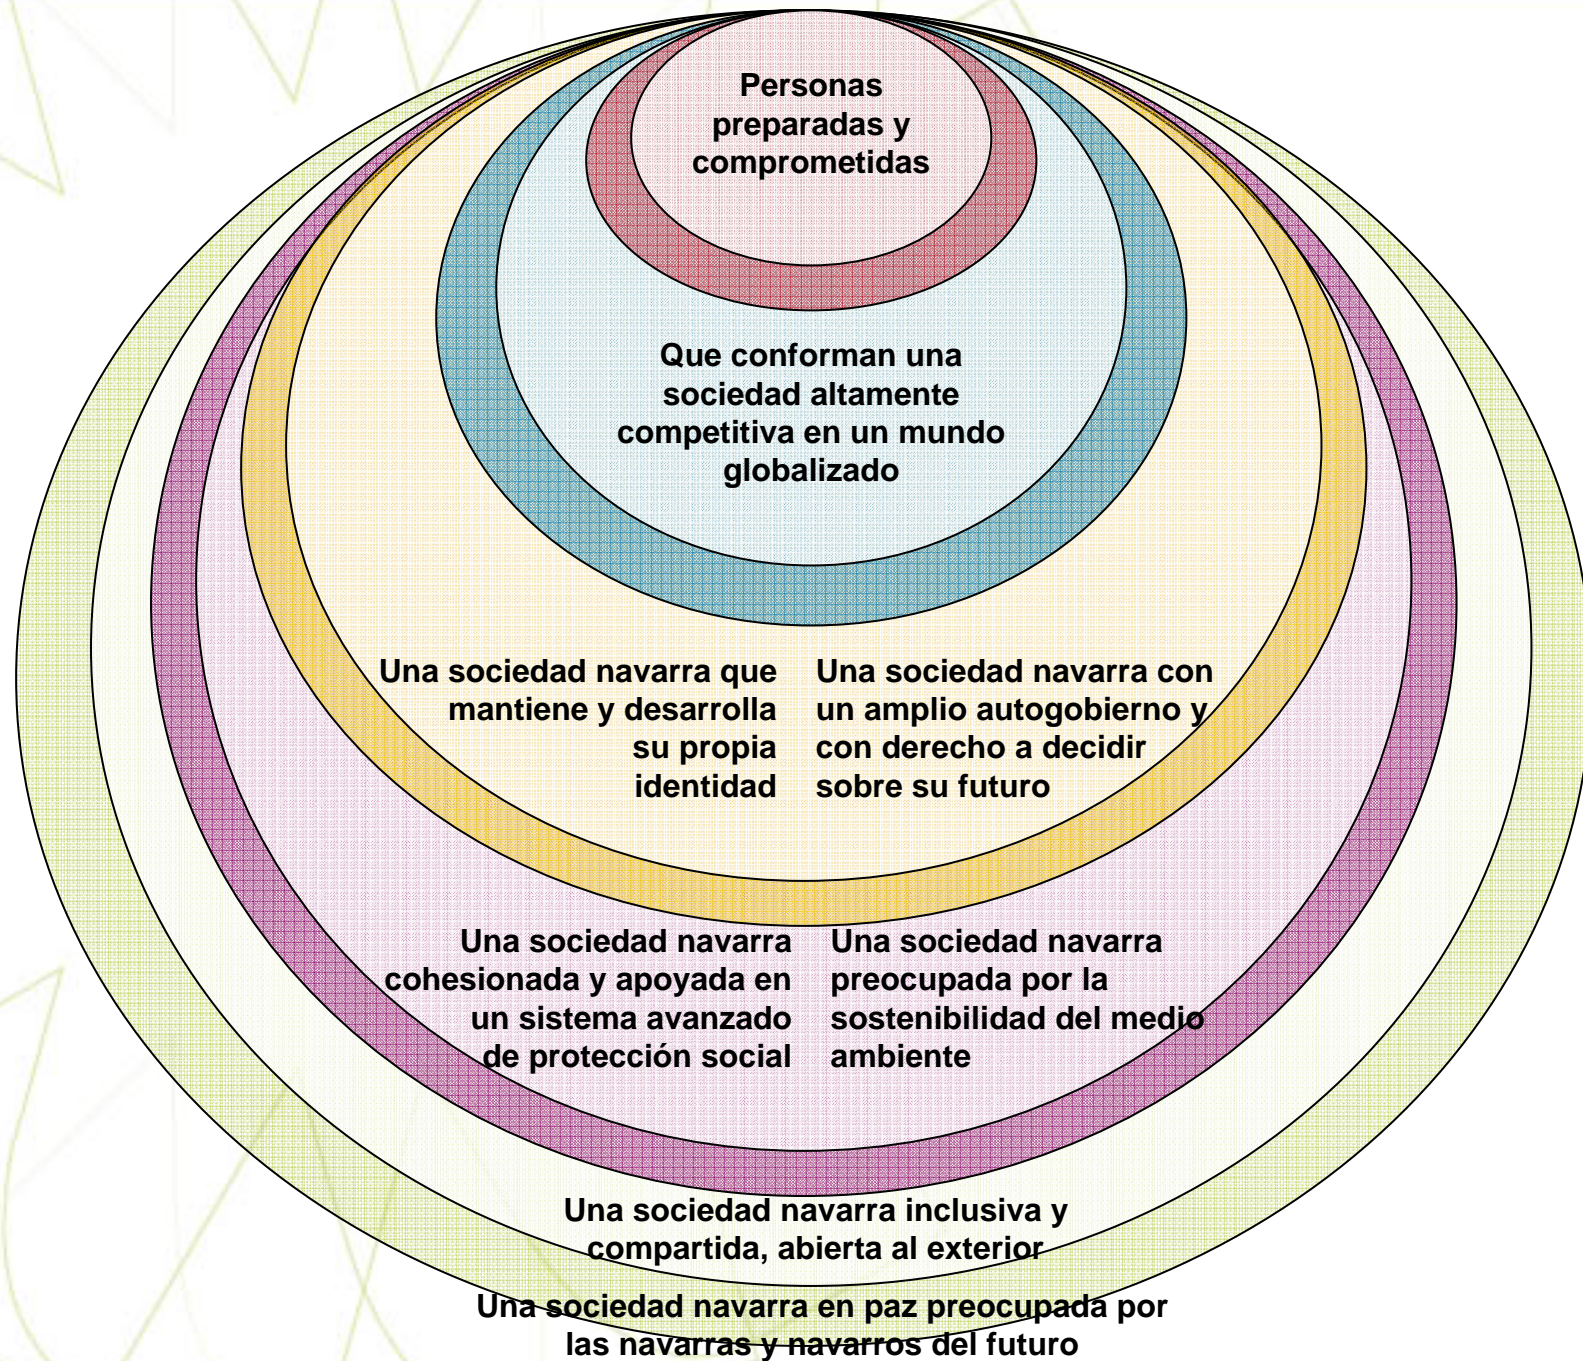 Personas
preparadas y
comprometidas
Que conforman una
sociedad altamente
competitiva en un mundo
globalizado
Una sociedad navarra que
mantiene y desarrolla
su propia
identidad
Una sociedad navarra con
un amplio autogobierno y
con derecho a decidir
sobre su futuro
Una sociedad navarra
cohesionada y apoyada en
un sistema avanzado
de protección social
Una sociedad navarra
preocupada por la
sostenibilidad del medio
ambiente
Una sociedad navarra inclusiva y
compartida, abierta al exterior
Una sociedad navarra en paz preocupada por
las navarras y navarros del futuro